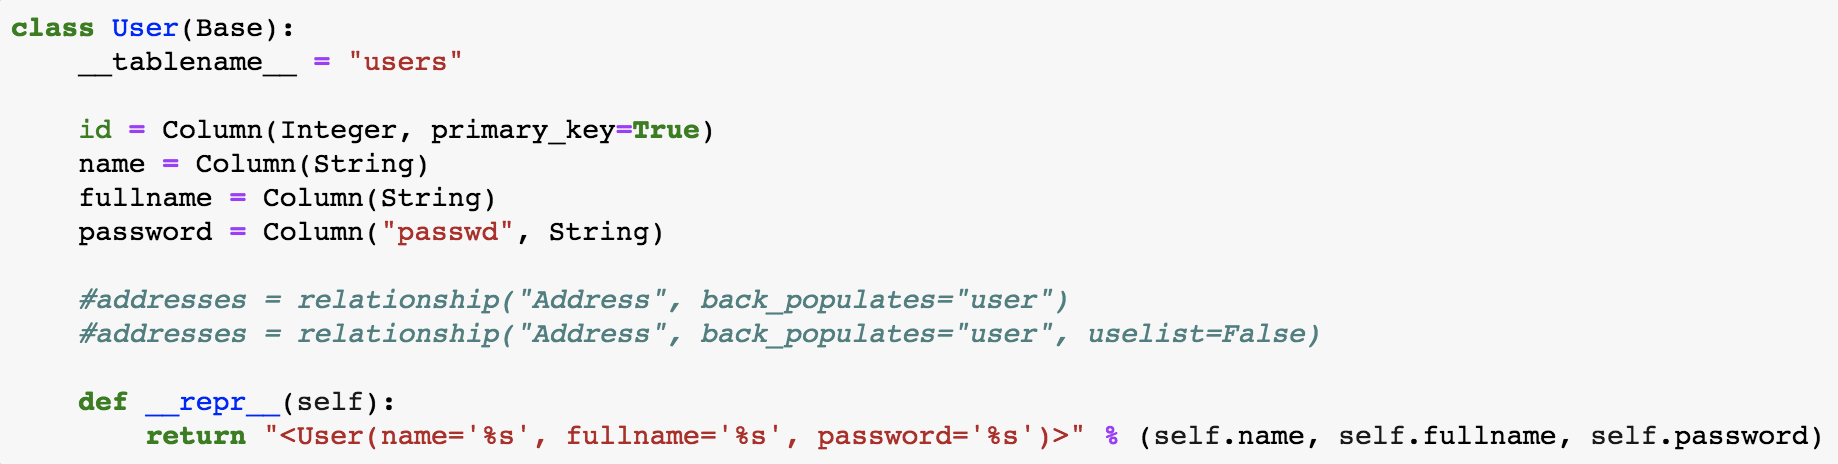 class User(Base):
    __tablename__ = "users"

    id = Column(Integer, primary_key=True)
    name = Column(String)
    fullname = Column(String)
    password = Column("passwd", String)

    #addresses = relationship("Address", back_populates="user")
    #addresses = relationship("Address", back_populates="user", uselist=False)

    def __repr__(self):
        return "<User(name='%s', fullname='%s', password='%s')>" % (self.name, self.fullname, self.password)